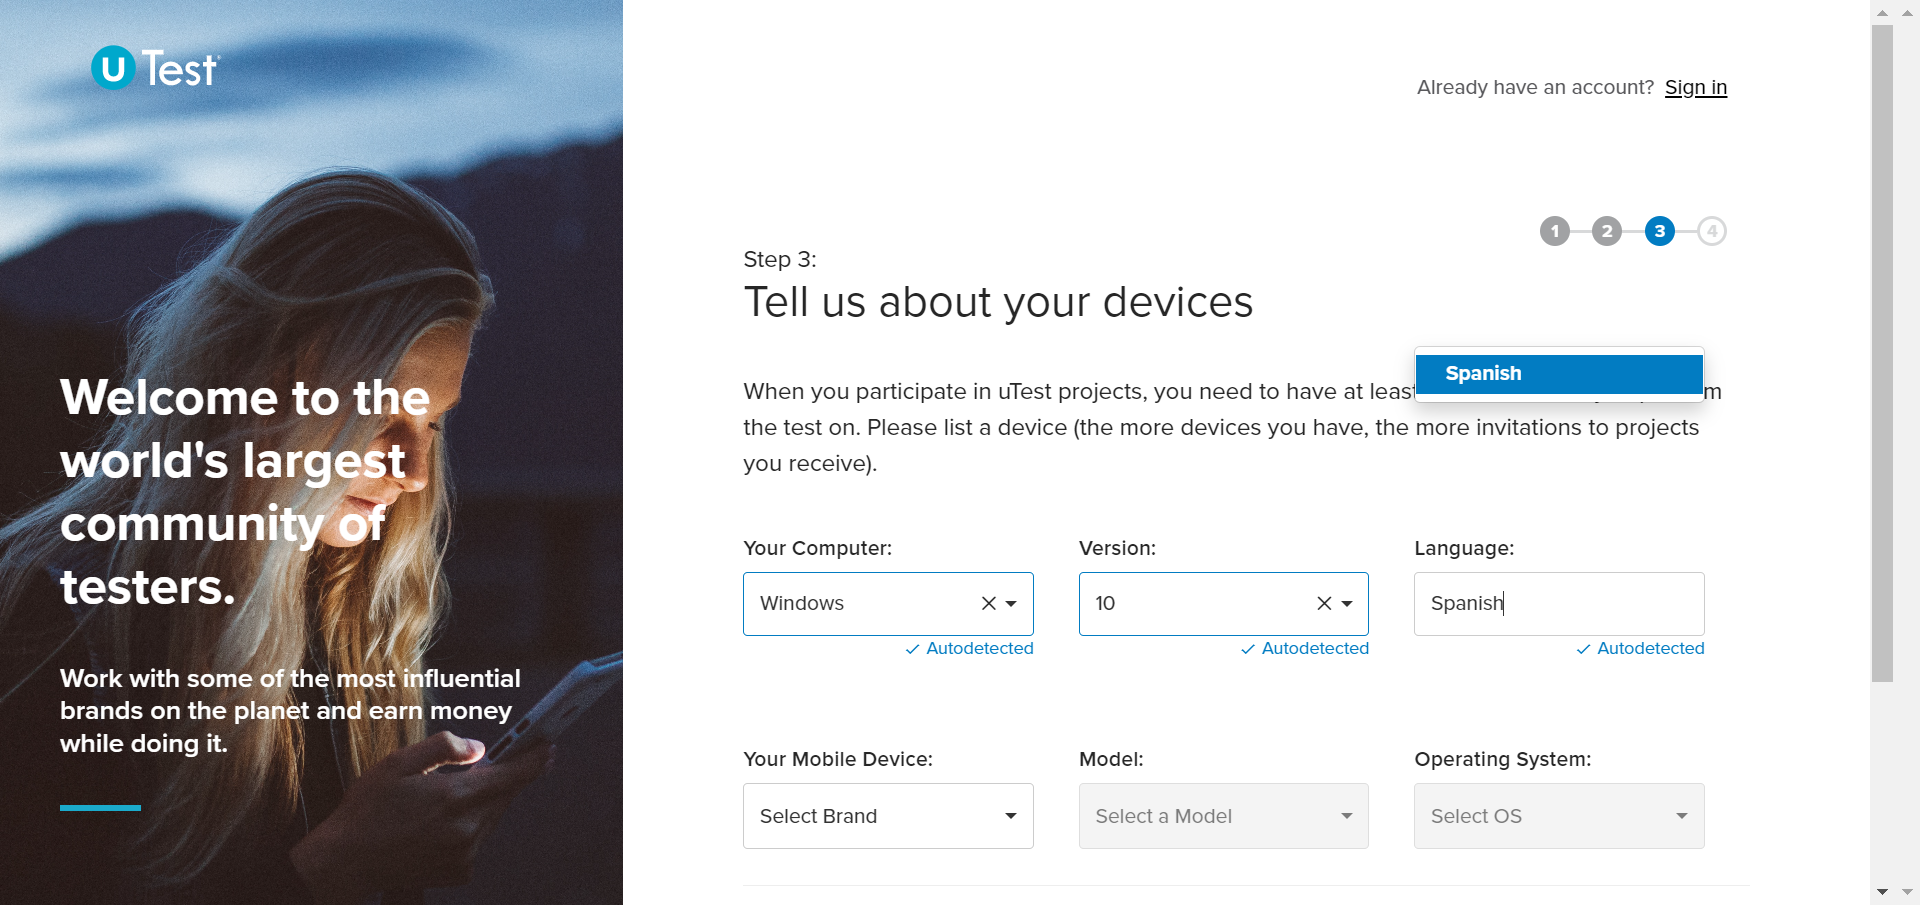 uTest
Welcome to the
world's largest
community of
testers.
Work with some of the most influential
brands on the planet and earn money
while doing it.
Already have an account? Sign in
1 2 3 4
Step 3:
Tell us about your devices
Spanish
When you participate in uTest projects, you need to have at least
the test on. Please list a device (the more devices you have, the more invitations to projects
you receive).
Your Computer: Version: Language:
Windows 10 Spanish
Autodetected Autodetected Autodetected
Your Mobile Device: Model: Operating System:
Select Brand Select a Model Select OS